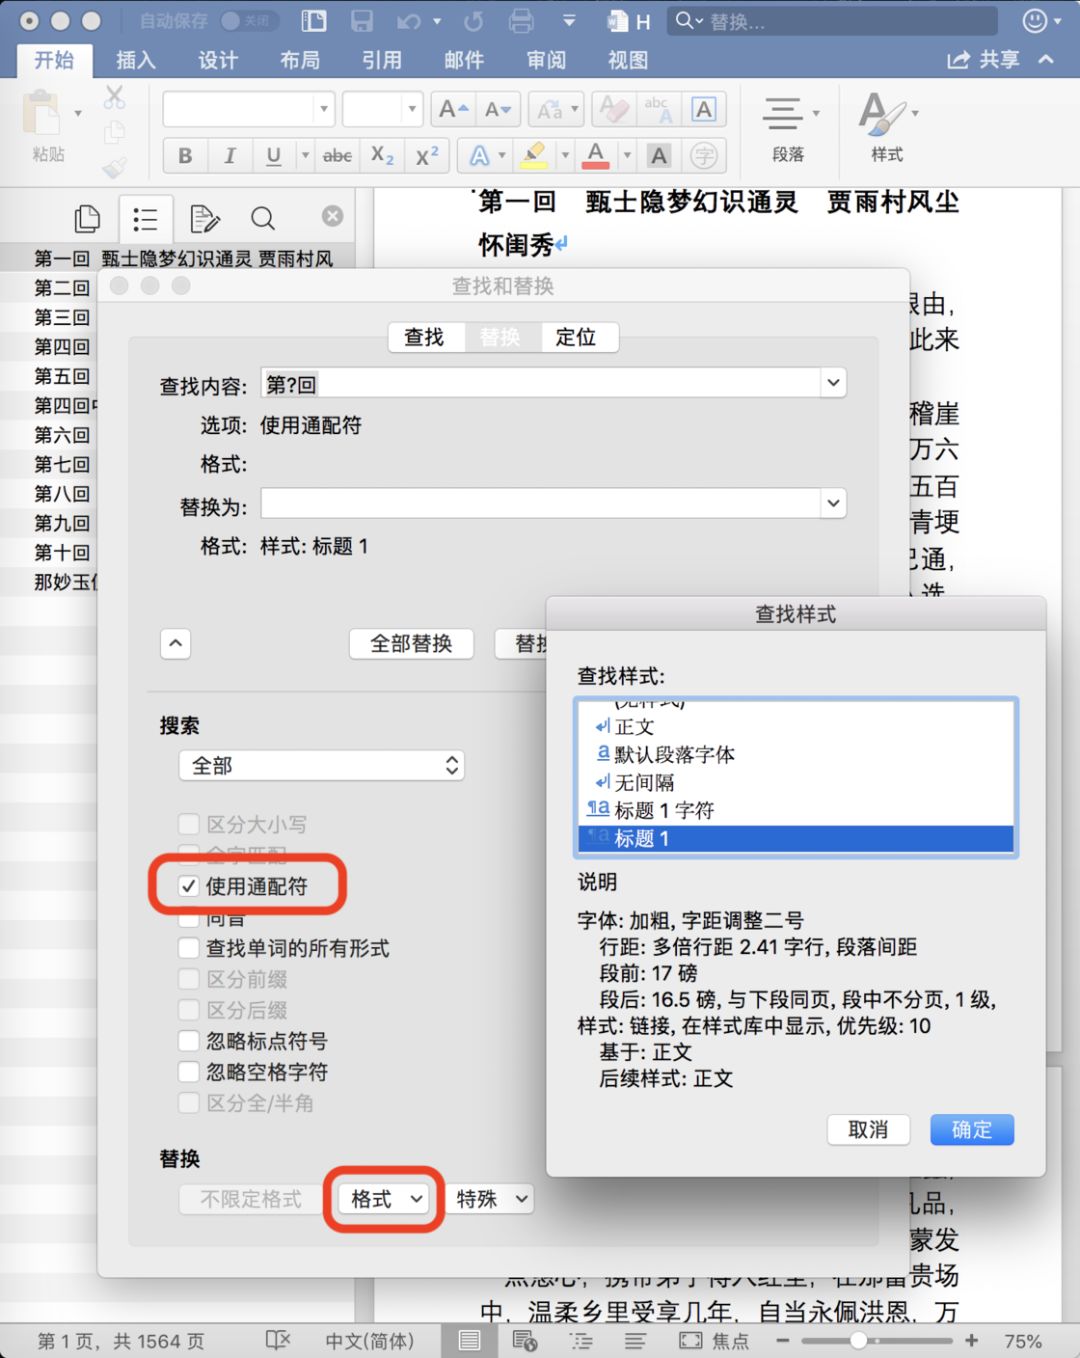 自动保存 关闭 H 替换...
开始 插入 设计 布局 引用 邮件 审阅 视图 共享
A A Aa A abc A A
粘贴 段落 样式
B I U abc X₂ X² A A A 字
第一回 甄士隐梦幻识通灵 贾雨村风尘
怀闺秀
第一回 甄士隐梦幻识通灵 贾雨村风
第二回
第三回
第四回
第五回
第四回
第六回
第七回
第八回
第九回
第十回
那妙玉
查找和替换
查找 替换 定位
查找内容: 第?回
选项: 使用通配符
格式:
替换为:
格式: 样式: 标题 1
全部替换 替
搜索
全部
区分大小写
全字匹配
使用通配符
同音
查找单词的所有形式
区分前缀
区分后缀
忽略标点符号
忽略空格字符
区分全/半角
替换
不限定格式 格式 特殊
由,
此来
稽崖
万六
五百
青埂
通,
查找样式
查找样式:
(无样式)
正文
a 默认段落字体
无间隔
¶a 标题 1 字符
¶a 标题 1
说明
字体: 加粗, 字距调整二号
行距: 多倍行距 2.41 字行, 段落间距
段前: 17 磅
段后: 16.5 磅, 与下段同页, 段中不分页, 1 级,
样式: 链接, 在样式库中显示, 优先级: 10
基于: 正文
后续样式: 正文
取消 确定
品,
蒙发
在那富贵场
中, 温柔乡里受享几年, 自当永佩洪恩, 万
第 1 页, 共 1564 页 中文(简体) 焦点 75%